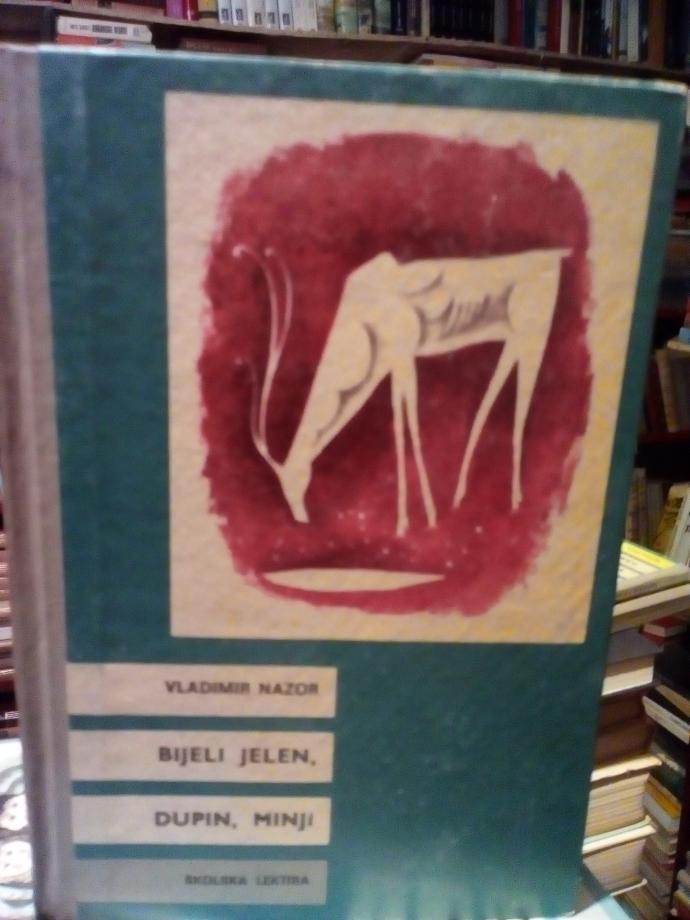 VLADIMIR NAZOR
BIJELI JELEN,
DUPIN, MINJI
ŠKOLSKA LEKTIRA